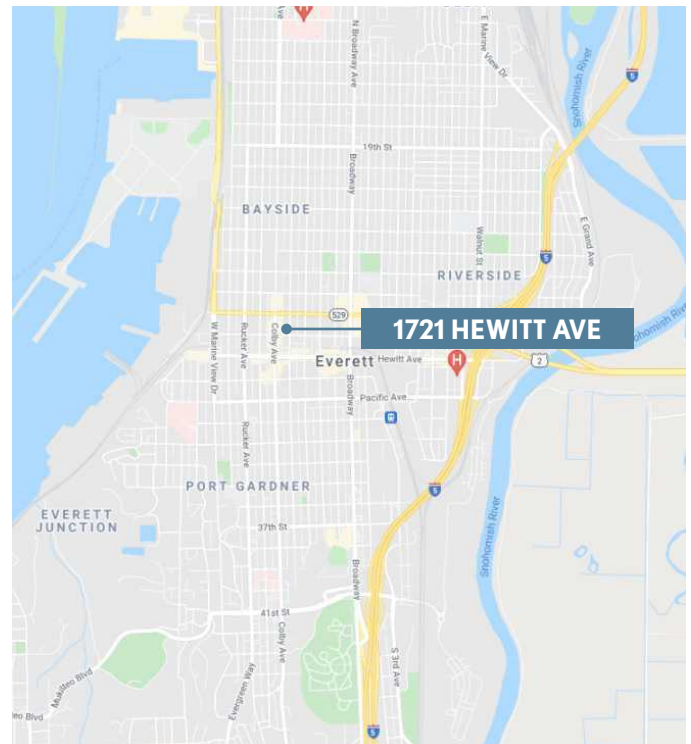 H
N Broadway Ave
E Marine View Dr
5
Snohomish River
19th St
Broadway
BAYSIDE
Walnut St
E Grand Ave
5
RIVERSIDE
529
1721 HEWITT AVE
W Marine View Dr
Rucker Ave
Colby Ave
Everett
Hewitt Ave
H
2
Broadway
Pacific Ave
Rucker Ave
PORT GARDNER
5
EVERETT
JUNCTION
37th St
Snohomish River
Broadway
41st St
Colby Ave
S 3rd Ave
Mukilteo Blvd
Evergreen Way
eo Blvd
5